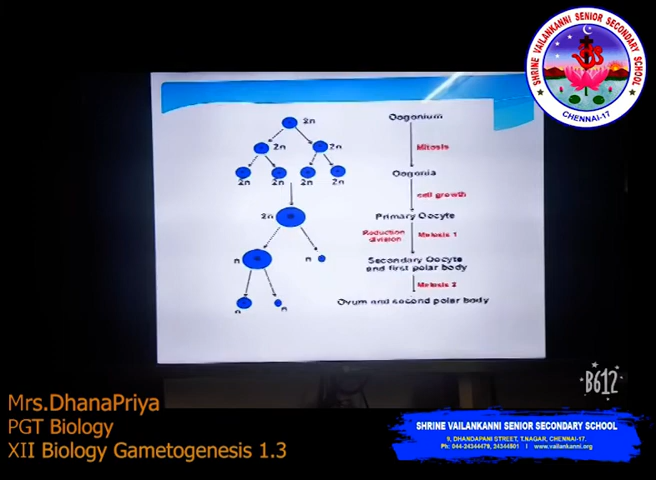 SHRINE VAILANKANNI SENIOR SECONDARY SCHOOL
CHENNAI-17
2n
2n
2n
2n
2n
2n
2n
2n
n
n
n
n
Oogonium
Mitosis
Oogonia
cell growth
Primary Oocyte
Reduction
division
Meiosis 1
Secondary Oocyte
and first polar body
Meiosis 2
Ovum and second polar body
B612
Mrs.DhanaPriya
PGT Biology
XII Biology Gametogenesis 1.3
SHRINE VAILANKANNI SENIOR SECONDARY SCHOOL
9, DHANDAPANI STREET, T.NAGAR, CHENNAI-17.
Ph: 044-24344479, 24344801 I www.vailankanni.org